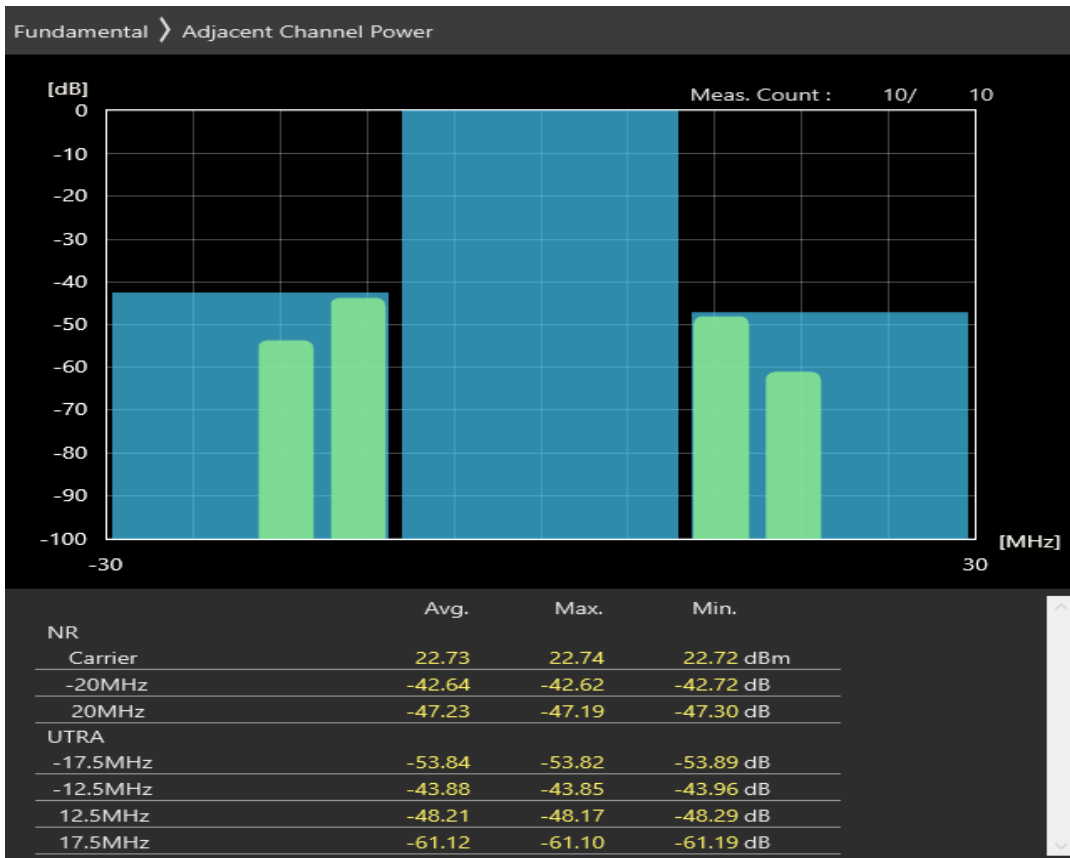 Fundamental ❯ Adjacent Channel Power
[dB]
Meas. Count : 10/ 10
0
-10
-20
-30
-40
-50
-60
-70
-80
-90
-100
[MHz]
-30 30
Avg. Max. Min.
NR
Carrier 22.73 22.74 22.72 dBm
-20MHz -42.64 -42.62 -42.72 dB
20MHz -47.23 -47.19 -47.30 dB
UTRA
-17.5MHz -53.84 -53.82 -53.89 dB
-12.5MHz -43.88 -43.85 -43.96 dB
12.5MHz -48.21 -48.17 -48.29 dB
17.5MHz -61.12 -61.10 -61.19 dB